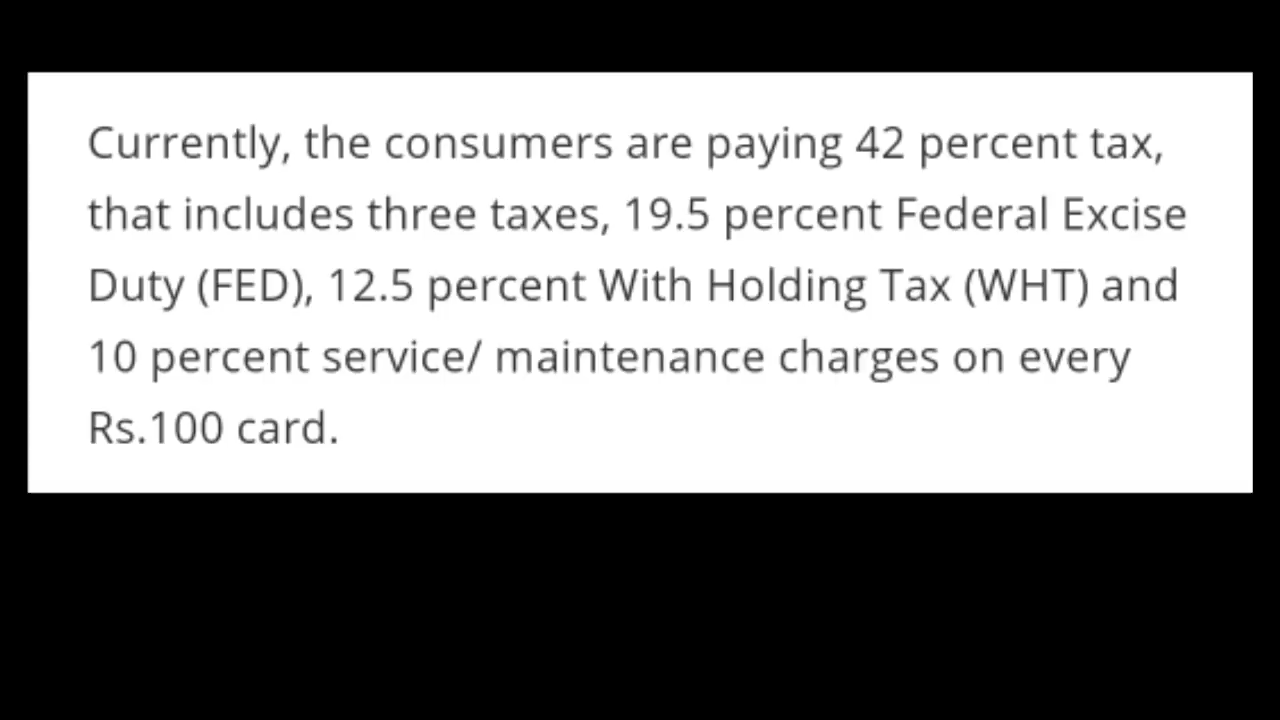 Currently, the consumers are paying 42 percent tax,
that includes three taxes, 19.5 percent Federal Excise
Duty (FED), 12.5 percent With Holding Tax (WHT) and
10 percent service/ maintenance charges on every
Rs.100 card.